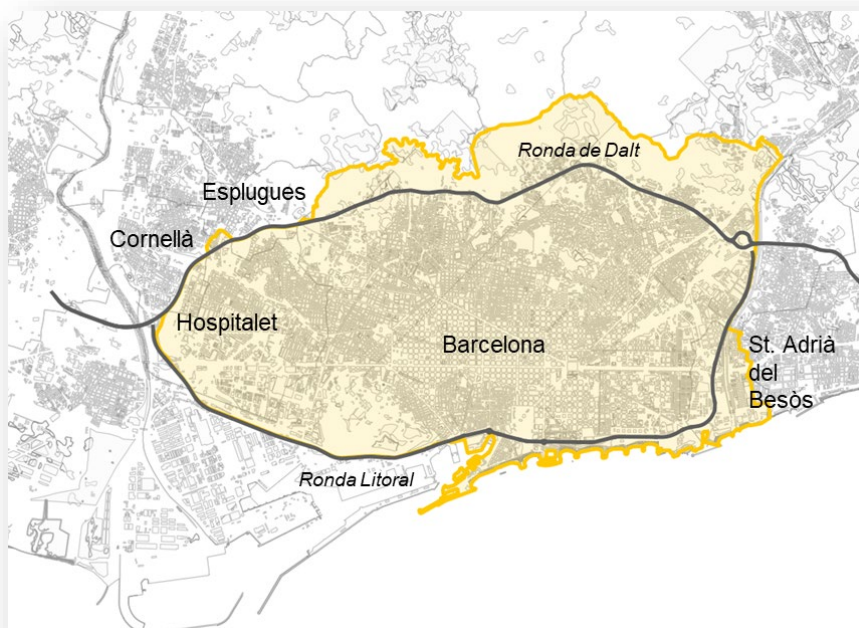 Ronda de Dalt
Esplugues
Cornellà
Hospitalet
Barcelona
St. Adrià
del
Besòs
Ronda Litoral